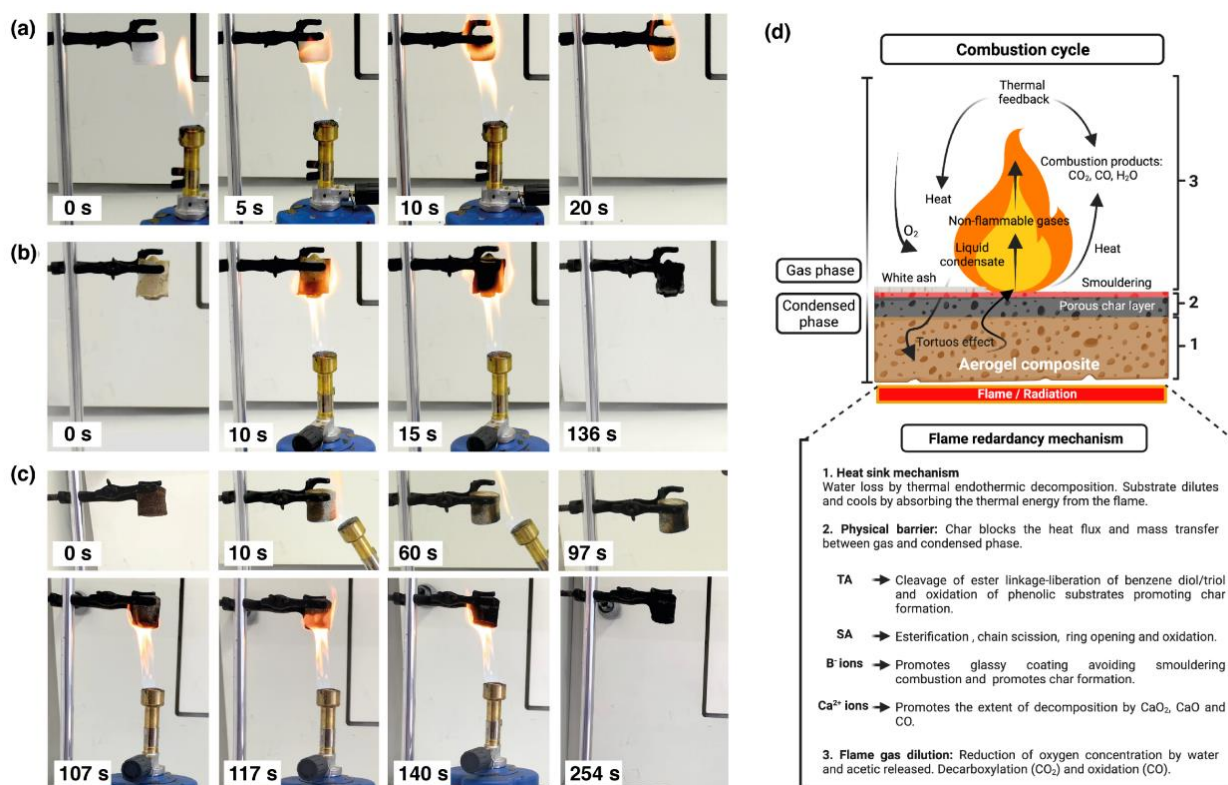 (a)
0 s
5 s
10 s
20 s
(b)
0 s
10 s
15 s
136 s
(c)
0 s
10 s
60 s
97 s
107 s
117 s
140 s
254 s
(d)
Combustion cycle
Thermal
feedback
Combustion products:
CO₂, CO, H₂O
3
Heat
Non-flammable gases
O₂
Liquid
condensate
Heat
Gas phase
White ash
Smouldering
Condensed
phase
Porous char layer
2
Tortuos effect
1
Aerogel composite
Flame / Radiation
Flame redardancy mechanism
1. Heat sink mechanism
Water loss by thermal endothermic decomposition. Substrate dilutes
and cools by absorbing the thermal energy from the flame.
2. Physical barrier: Char blocks the heat flux and mass transfer
between gas and condensed phase.
TA → Cleavage of ester linkage-liberation of benzene diol/triol
and oxidation of phenolic substrates promoting char
formation.
SA → Esterification , chain scission, ring opening and oxidation.
B⁻ ions → Promotes glassy coating avoiding smouldering
combustion and promotes char formation.
Ca²⁺ ions → Promotes the extent of decomposition by CaO₂, CaO and
CO.
3. Flame gas dilution: Reduction of oxygen concentration by water
and acetic released. Decarboxylation (CO₂) and oxidation (CO).